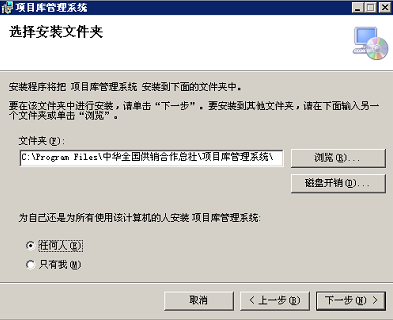 项目库管理系统
选择安装文件夹
安装程序将把 项目库管理系统 安装到下面的文件夹中。
要在该文件夹中进行安装，请单击“下一步”。要安装到其他文件夹，请在下面输入另一
个文件夹或单击“浏览”。
文件夹(F):
C:\Program Files\中华全国供销合作总社\项目库管理系统\
浏览(R)...
磁盘开销(D)...
为自己还是为所有使用该计算机的人安装 项目库管理系统:
任何人(E)
只有我(M)
取消
< 上一步(B)
下一步(N) >